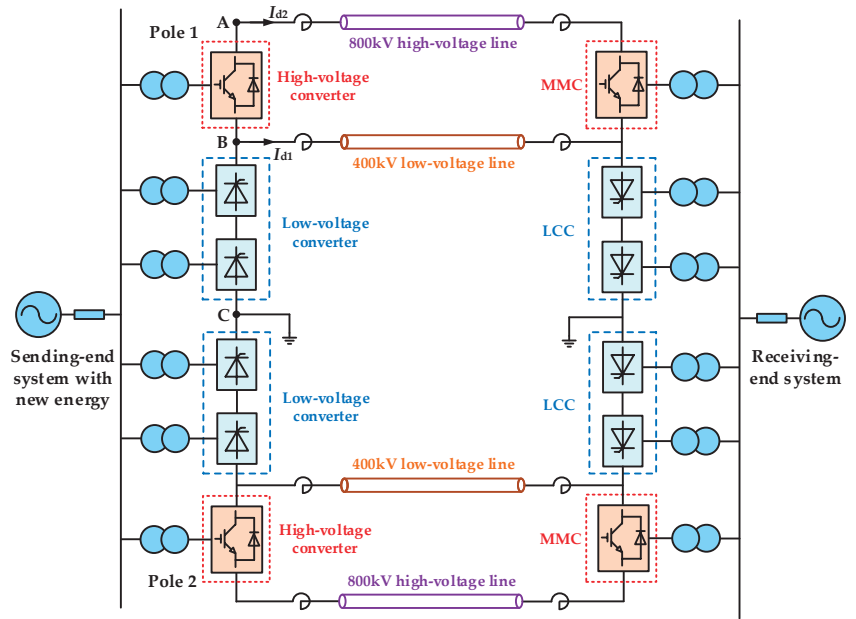 A
Id2
800kV high-voltage line
Pole 1
High-voltage
converter
MMC
B
Id1
400kV low-voltage line
Low-voltage
converter
LCC
C
Sending-end
system with
new energy
Receiving-
end system
Low-voltage
converter
LCC
400kV low-voltage line
High-voltage
converter
MMC
Pole 2
800kV high-voltage line